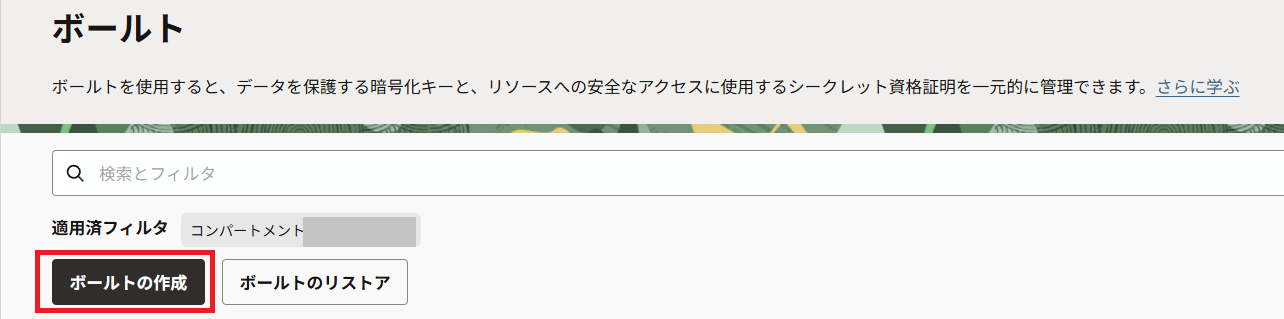 ボールト
ボールトを使用すると、データを保護する暗号化キーと、リソースへの安全なアクセスに使用するシークレット資格証明を一元的に管理できます。さらに学ぶ
検索とフィルタ
適用済フィルタ コンパートメント
ボールトの作成 ボールトのリストア